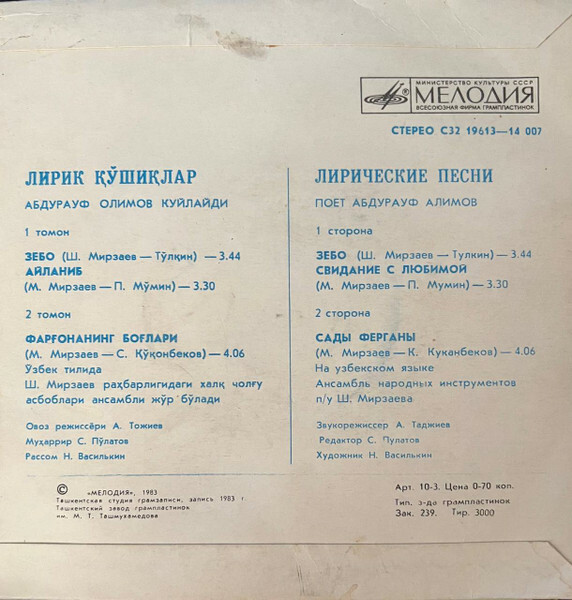 МИНИСТЕРСТВО КУЛЬТУРЫ СССР
МЕЛОДИЯ
ВСЕСОЮЗНАЯ ФИРМА ГРАМПЛАСТИНОК
СТЕРЕО С32 19613—14 007
ЛИРИК ҚЎШИҚЛАР
АБДУРАУФ ОЛИМОВ КУЙЛАЙДИ
1 томон
ЗЕБО (Ш. Мирзаев — Тўлқин) — 3.44
АЙЛАНИБ
(М. Мирзаев — П. Мўмин) — 3.30
2 томон
ФАРҒОНАНИНГ БОҒЛАРИ
(М. Мирзаев — С. Қўқонбеков) — 4.06
Ўзбек тилида
Ш. Мирзаев раҳбарлигидаги халқ чолғу
асбоблари ансамбли жўр бўлади
Овоз режиссёри А. Тожиев
Муҳаррир С. Пўлатов
Рассом Н. Василькин
ЛИРИЧЕСКИЕ ПЕСНИ
ПОЕТ АБДУРАУФ АЛИМОВ
1 сторона
ЗЕБО (Ш. Мирзаев — Тулкин) — 3.44
СВИДАНИЕ С ЛЮБИМОЙ
(М. Мирзаев — П. Мумин) — 3.30
2 сторона
САДЫ ФЕРГАНЫ
(М. Мирзаев — К. Куканбеков) — 4.06
На узбекском языке
Ансамбль народных инструментов
п/у Ш. Мирзаева
Звукорежиссер А. Таджиев
Редактор С. Пулатов
Художник Н. Василькин
© «МЕЛОДИЯ», 1983
Ташкентская студия грамзаписи, запись 1983 г.
Ташкентский завод грампластинок
им. М. Т. Ташмухамедова
Арт. 10-3. Цена 0-70 коп.
Тип. з-да грампластинок
Зак. 239. Тир. 3000